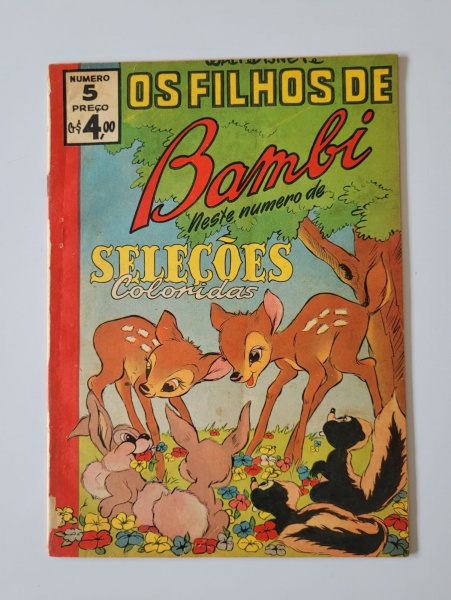 WALT DISNEY
NUMERO
5
PREÇO
Cr$ 4,00
OS FILHOS DE
Bambi
Neste numero de
SELEÇÕES
Coloridas